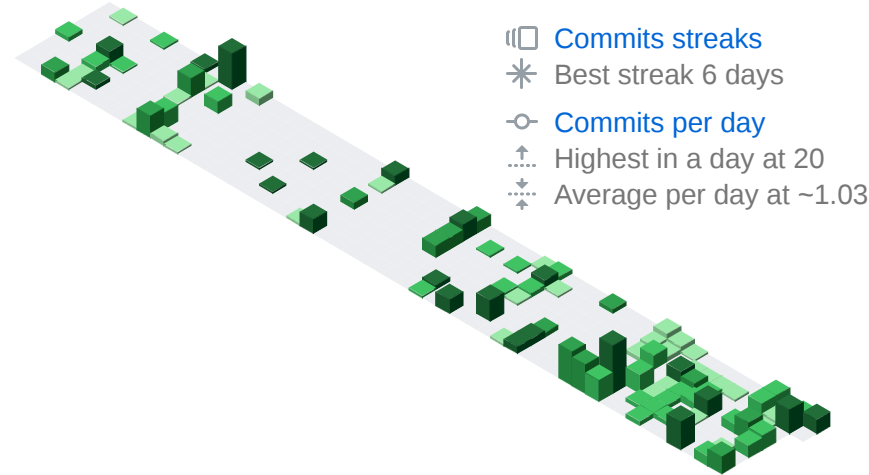 Commits streaks
Best streak 6 days
Commits per day
Highest in a day at 20
Average per day at ~1.03